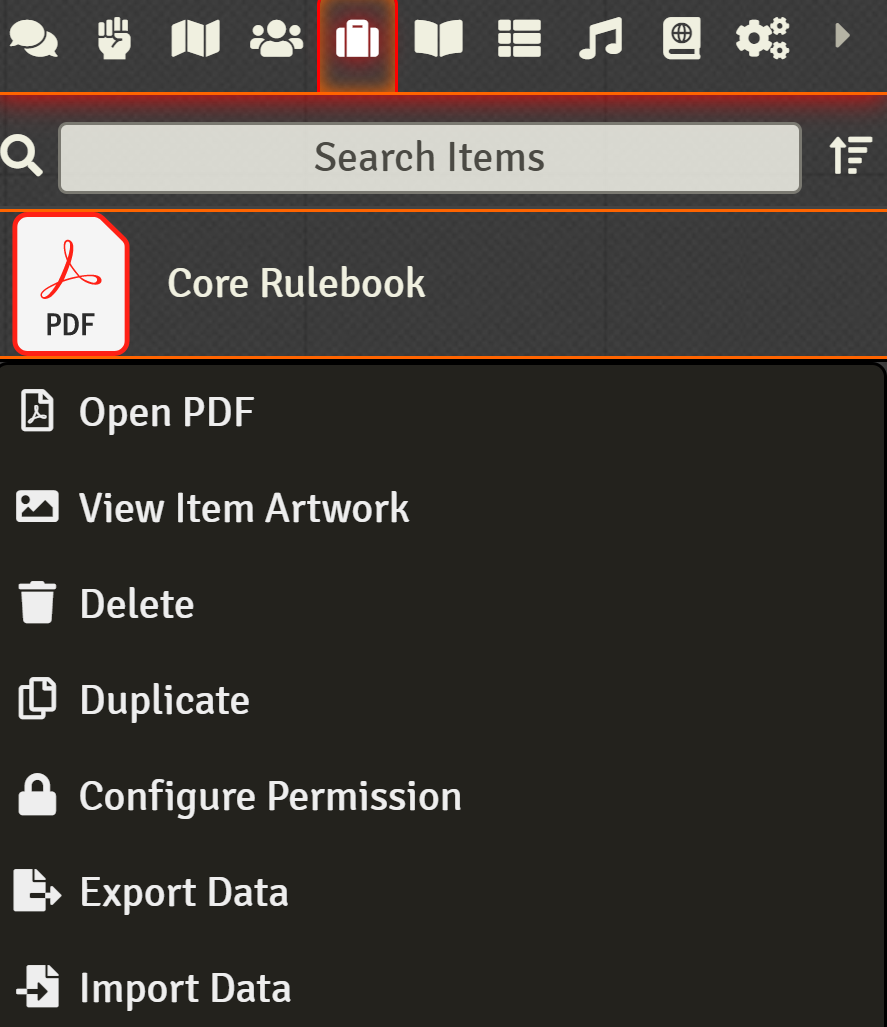 Search Items
PDF
Core Rulebook
Open PDF
View Item Artwork
Delete
Duplicate
Configure Permission
Export Data
Import Data